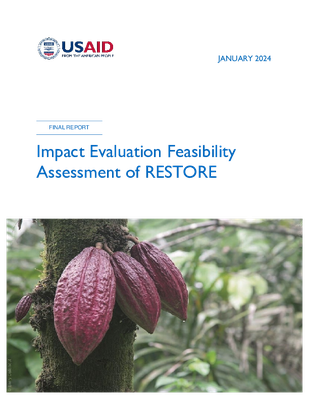 USAID
FROM THE AMERICAN PEOPLE
JANUARY 2024
FINAL REPORT
Impact Evaluation Feasibility
Assessment of RESTORE